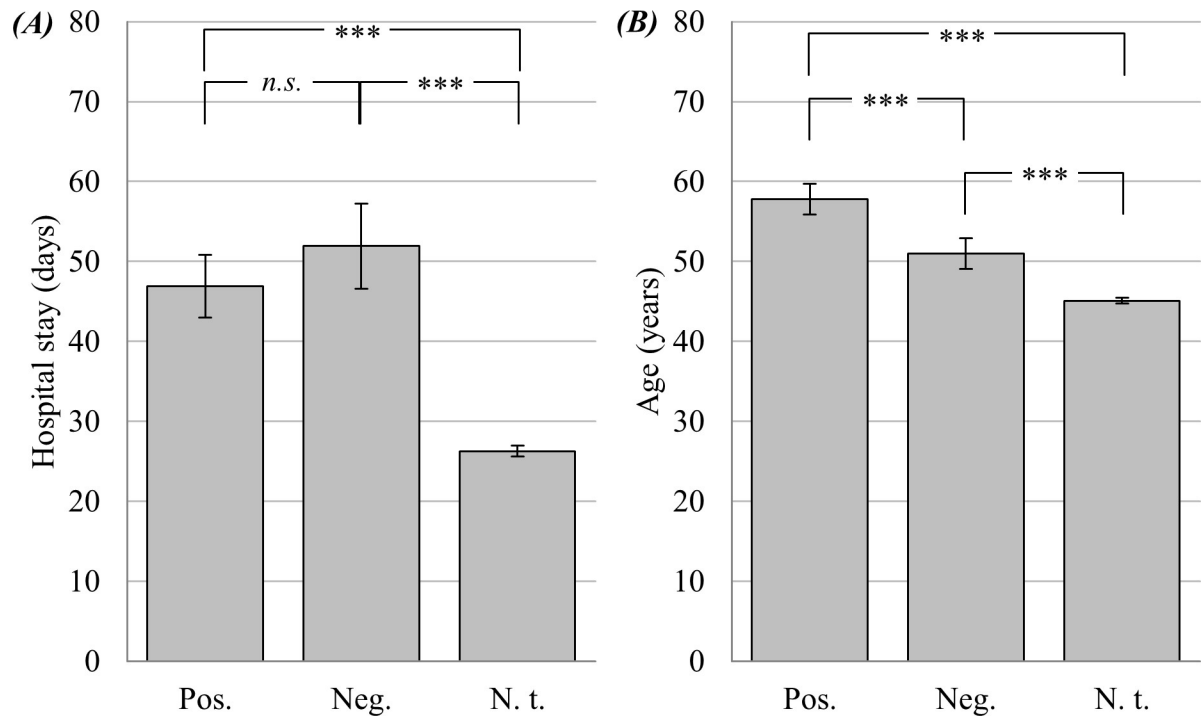 (A)
Hospital stay (days)
80
70
60
50
40
30
20
10
0
***
n.s.
***
Pos.
Neg.
N. t.
(B)
Age (years)
80
70
60
50
40
30
20
10
0
***
***
***
Pos.
Neg.
N. t.